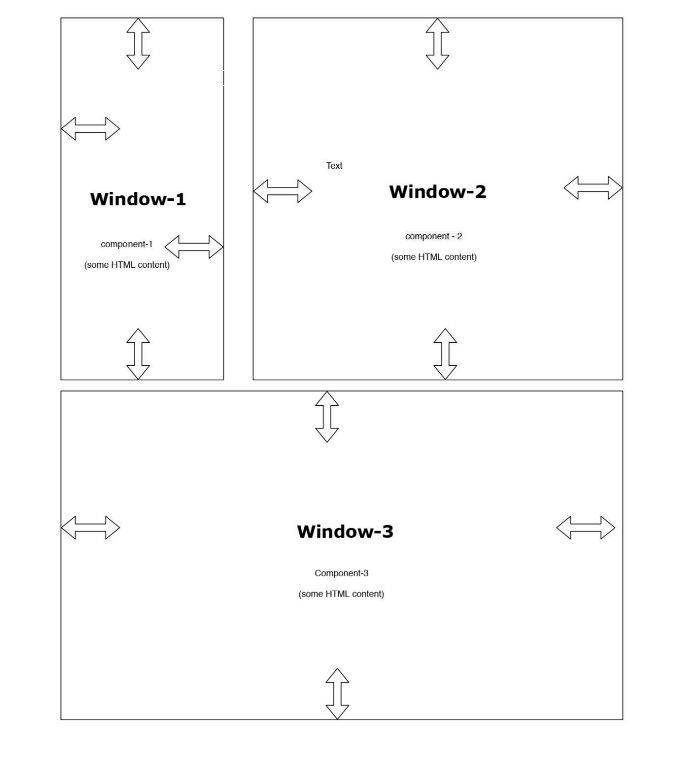 Text
Window-1
Window-2
component-1
(some HTML content)
component - 2
(some HTML content)
Window-3
Component-3
(some HTML content)